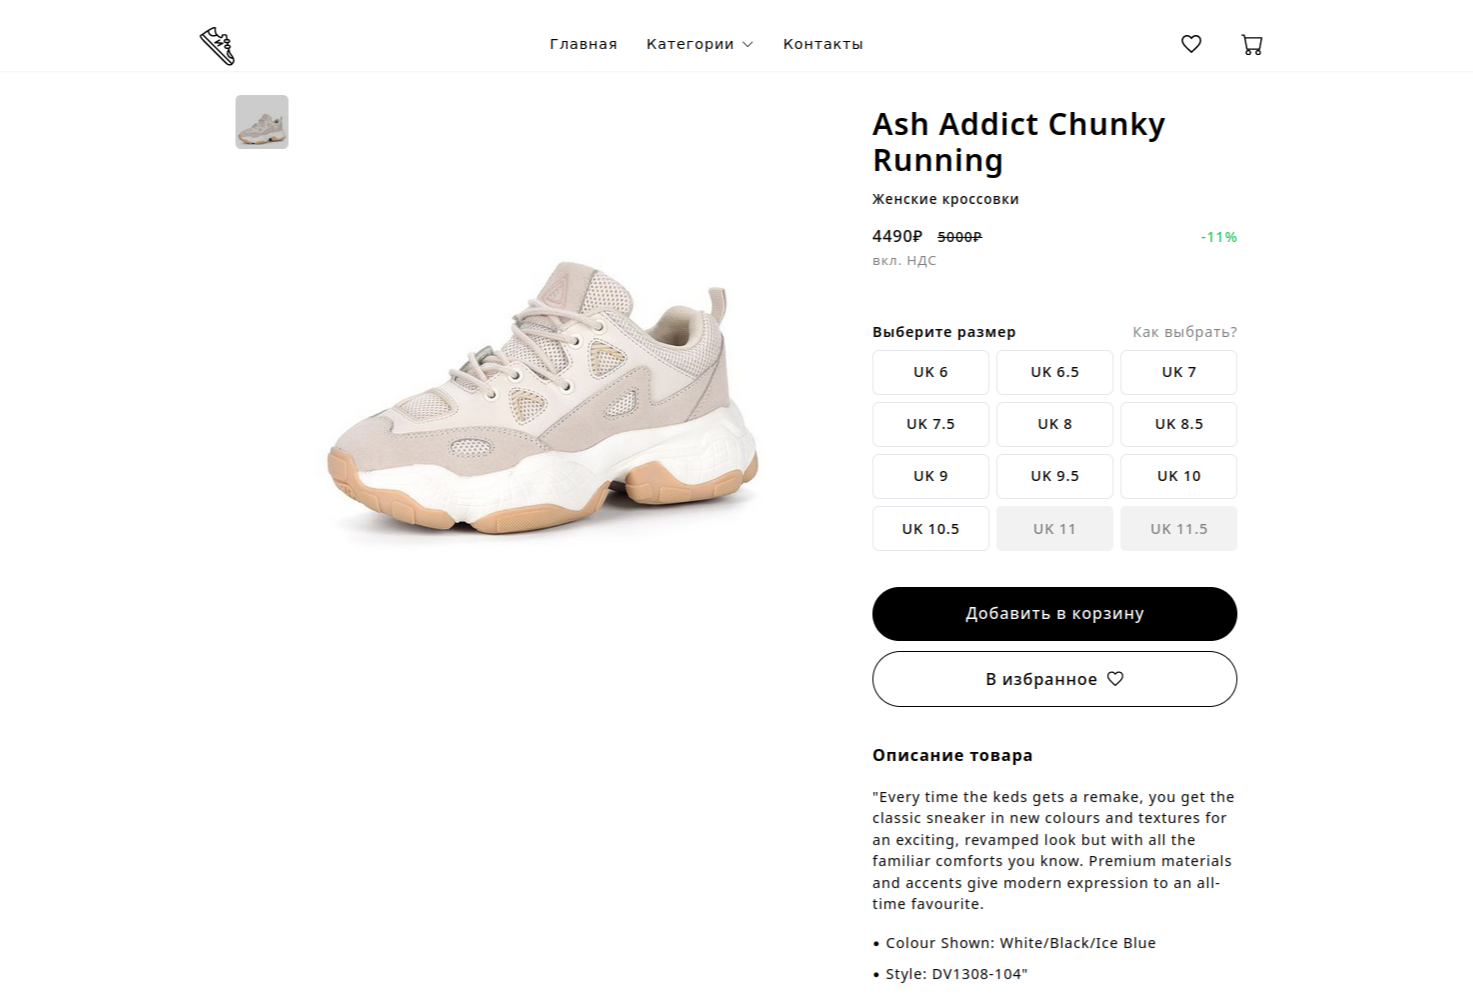 Главная Категории Контакты
Ash Addict Chunky
Running
Женские кроссовки
4490₽ 5000₽ -11%
вкл. НДС
Выберите размер Как выбрать?
UK 6 UK 6.5 UK 7
UK 7.5 UK 8 UK 8.5
UK 9 UK 9.5 UK 10
UK 10.5 UK 11 UK 11.5
Добавить в корзину
В избранное
Описание товара
"Every time the keds gets a remake, you get the
classic sneaker in new colours and textures for
an exciting, revamped look but with all the
familiar comforts you know. Premium materials
and accents give modern expression to an all-
time favourite.
• Colour Shown: White/Black/Ice Blue
• Style: DV1308-104"